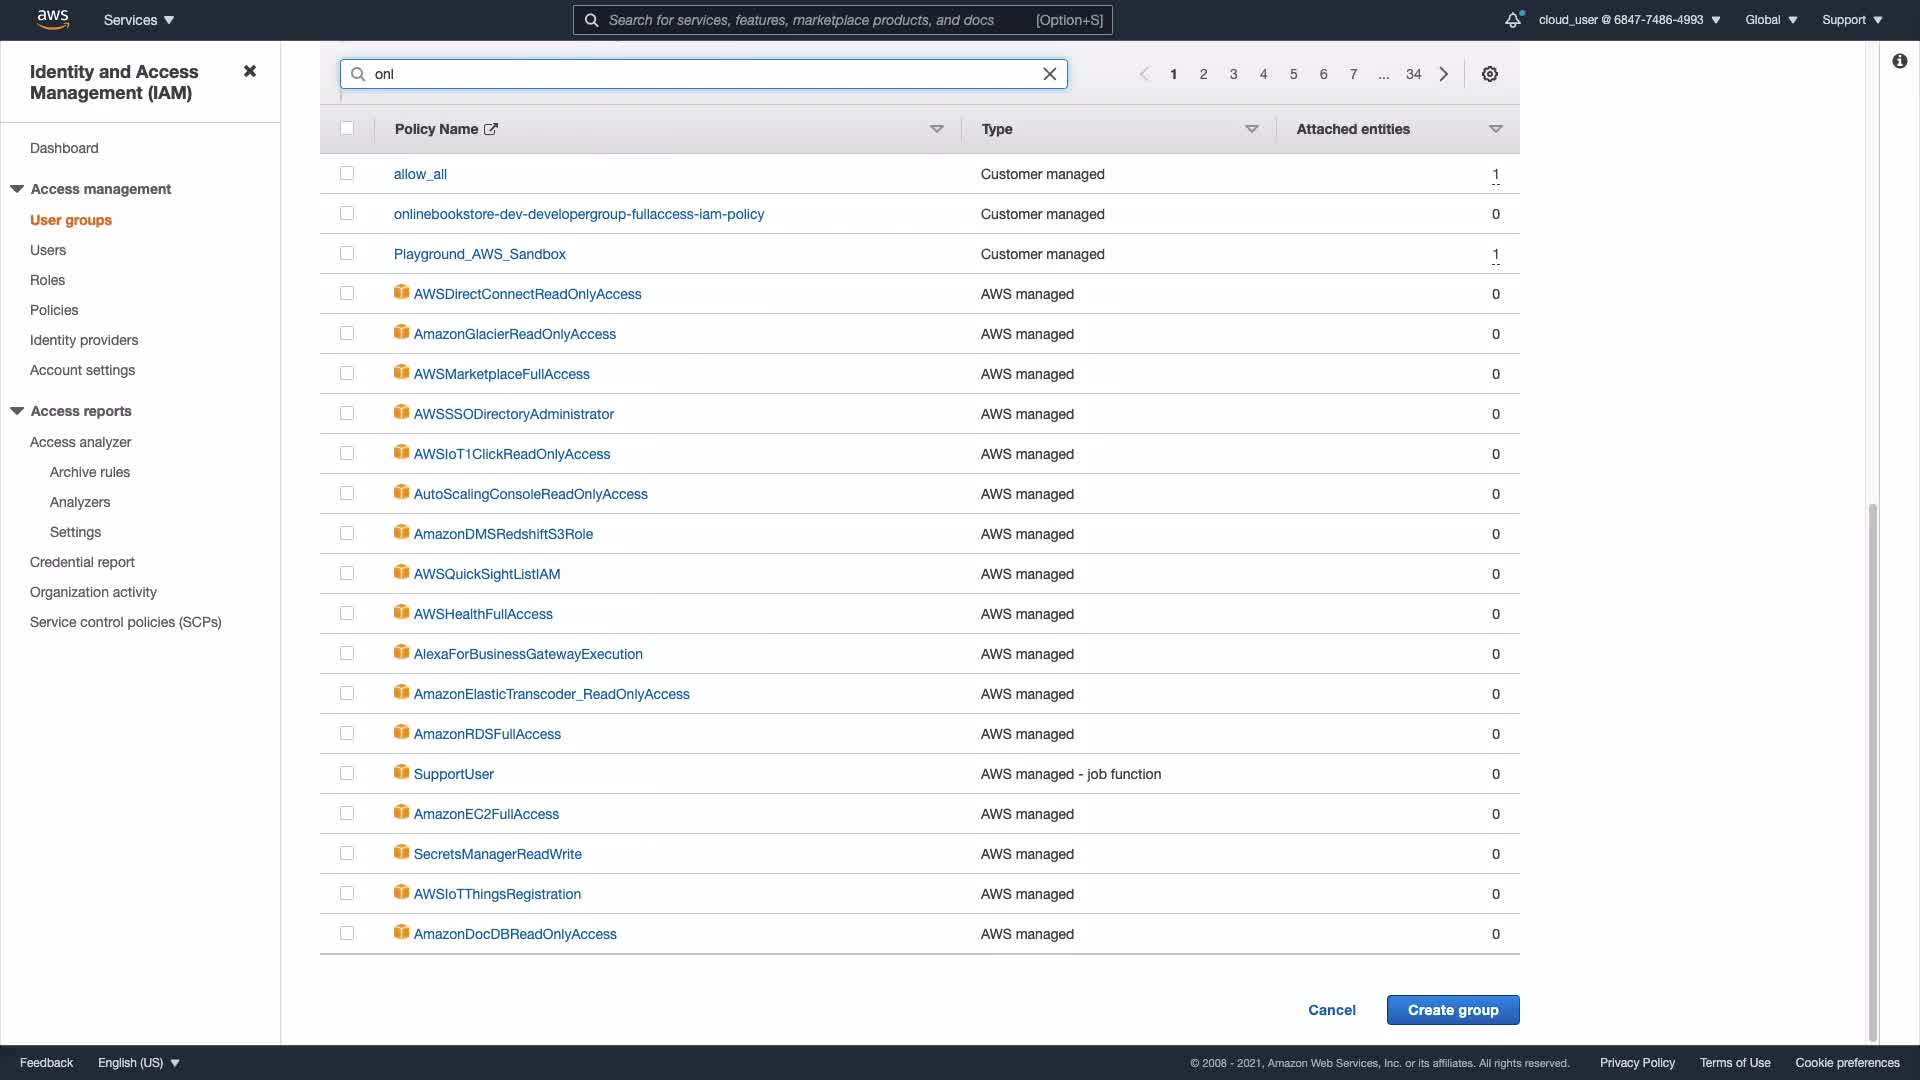 aws
Services
Search for services, features, marketplace products, and docs [Option+S]
cloud_user @ 6847-7486-4993
Global
Support
Identity and Access
Management (IAM)
Dashboard
Access management
User groups
Users
Roles
Policies
Identity providers
Account settings
Access reports
Access analyzer
Archive rules
Analyzers
Settings
Credential report
Organization activity
Service control policies (SCPs)
onl
1 2 3 4 5 6 7 ... 34
Policy Name Type Attached entities
allow_all Customer managed 1
onlinebookstore-dev-developergroup-fullaccess-iam-policy Customer managed 0
Playground_AWS_Sandbox Customer managed 1
AWSDirectConnectReadOnlyAccess AWS managed 0
AmazonGlacierReadOnlyAccess AWS managed 0
AWSMarketplaceFullAccess AWS managed 0
AWSSSODirectoryAdministrator AWS managed 0
AWSIoT1ClickReadOnlyAccess AWS managed 0
AutoScalingConsoleReadOnlyAccess AWS managed 0
AmazonDMSRedshiftS3Role AWS managed 0
AWSQuickSightListIAM AWS managed 0
AWSHealthFullAccess AWS managed 0
AlexaForBusinessGatewayExecution AWS managed 0
AmazonElasticTranscoder_ReadOnlyAccess AWS managed 0
AmazonRDSFullAccess AWS managed 0
SupportUser AWS managed - job function 0
AmazonEC2FullAccess AWS managed 0
SecretsManagerReadWrite AWS managed 0
AWSIoTThingsRegistration AWS managed 0
AmazonDocDBReadOnlyAccess AWS managed 0
Cancel Create group
Feedback English (US) © 2008 - 2021, Amazon Web Services, Inc. or its affiliates. All rights reserved. Privacy Policy Terms of Use Cookie preferences